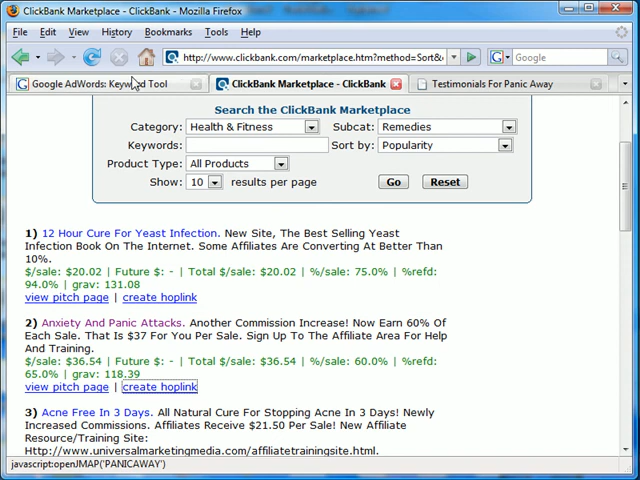 ClickBank Marketplace - ClickBank - Mozilla Firefox
File Edit View History Bookmarks Tools Help
http://www.clickbank.com/marketplace.htm?method=Sort& Google
Google AdWords: Keyword Tool ClickBank Marketplace - ClickBank Testimonials For Panic Away
Search the ClickBank Marketplace
Category: Health & Fitness Subcat: Remedies
Keywords: Sort by: Popularity
Product Type: All Products
Show: 10 results per page Go Reset
1) 12 Hour Cure For Yeast Infection. New Site, The Best Selling Yeast
Infection Book On The Internet. Some Affiliates Are Converting At Better Than
10%.
$/sale: $20.02 | Future $: - | Total $/sale: $20.02 | %/sale: 75.0% | %refd:
94.0% | grav: 131.08
view pitch page | create hoplink
2) Anxiety And Panic Attacks. Another Commission Increase! Now Earn 60% Of
Each Sale. That Is $37 For You Per Sale. Sign Up To The Affiliate Area For Help
And Training.
$/sale: $36.54 | Future $: - | Total $/sale: $36.54 | %/sale: 60.0% | %refd:
65.0% | grav: 118.39
view pitch page | create hoplink
3) Acne Free In 3 Days. All Natural Cure For Stopping Acne In 3 Days! Newly
Increased Commissions. Affiliates Receive $21.50 Per Sale! New Affiliate
Resource/Training Site:
Http://www.universalmarketingmedia.com/affiliatetrainingsite.html.
javascript:openJMAP('PANICAWAY')